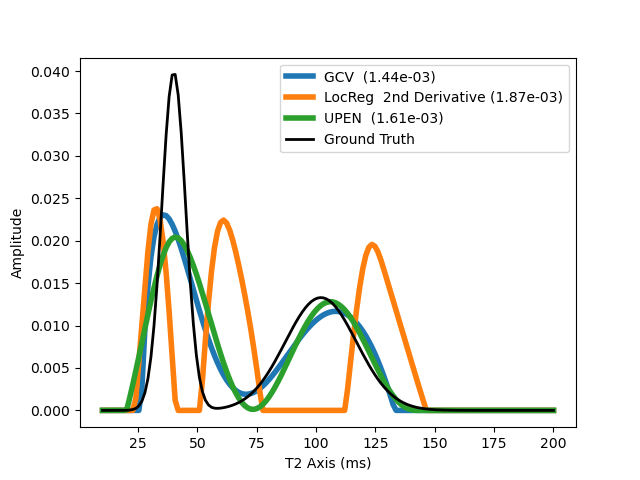 0.040
0.035
0.030
0.025
0.020
0.015
0.010
0.005
0.000
Amplitude
GCV (1.44e-03)
LocReg 2nd Derivative (1.87e-03)
UPEN (1.61e-03)
Ground Truth
25 50 75 100 125 150 175 200
T2 Axis (ms)